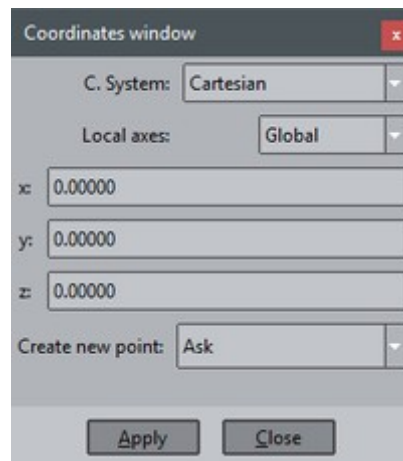 Coordinates window x
C. System: Cartesian
Local axes: Global
x: 0.00000
y: 0.00000
z: 0.00000
Create new point: Ask
Apply Close